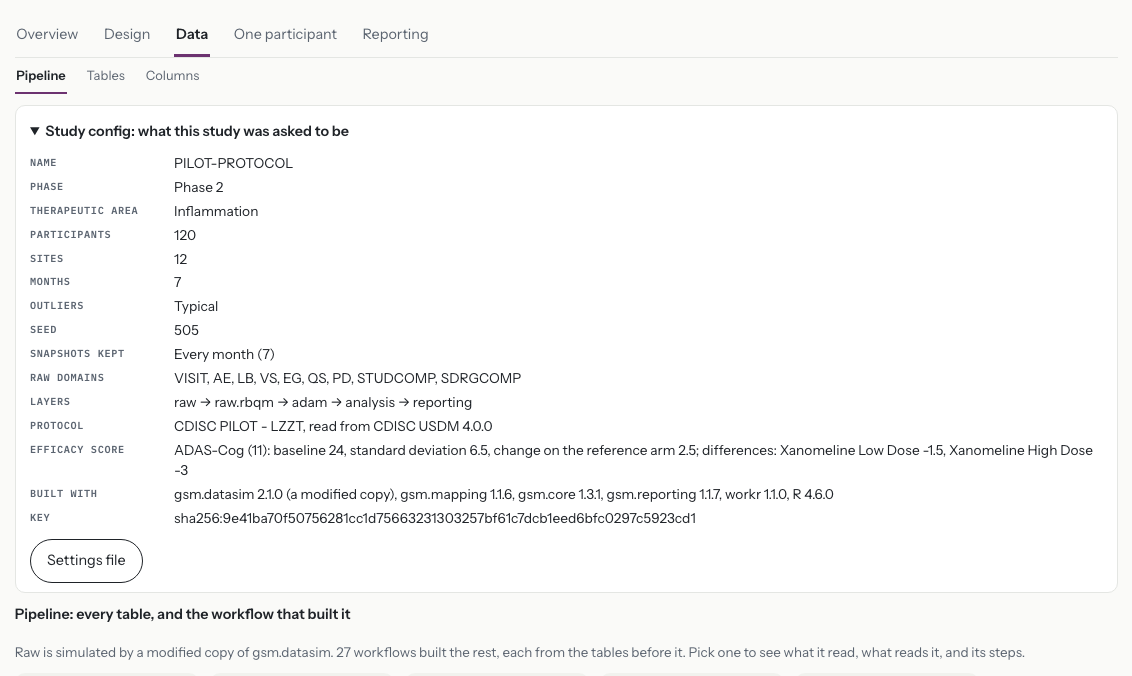 Overview Design Data One participant Reporting
Pipeline Tables Columns
▼ Study config: what this study was asked to be
NAME PILOT-PROTOCOL
PHASE Phase 2
THERAPEUTIC AREA Inflammation
PARTICIPANTS 120
SITES 12
MONTHS 7
OUTLIERS Typical
SEED 505
SNAPSHOTS KEPT Every month (7)
RAW DOMAINS VISIT, AE, LB, VS, EG, QS, PD, STUDCOMP, SDRGCOMP
LAYERS raw → raw.rbqm → adam → analysis → reporting
PROTOCOL CDISC PILOT - LZZT, read from CDISC USDM 4.0.0
EFFICACY SCORE ADAS-Cog (11): baseline 24, standard deviation 6.5, change on the reference arm 2.5; differences: Xanomeline Low Dose -1.5, Xanomeline High Dose
-3
BUILT WITH gsm.datasim 2.1.0 (a modified copy), gsm.mapping 1.1.6, gsm.core 1.3.1, gsm.reporting 1.1.7, workr 1.1.0, R 4.6.0
KEY sha256:9e41ba70f50756281cc1d75663231303257bf61c7dcb1eed6bfc0297c5923cd1
Settings file
Pipeline: every table, and the workflow that built it
Raw is simulated by a modified copy of gsm.datasim. 27 workflows built the rest, each from the tables before it. Pick one to see what it read, what reads it, and its steps.